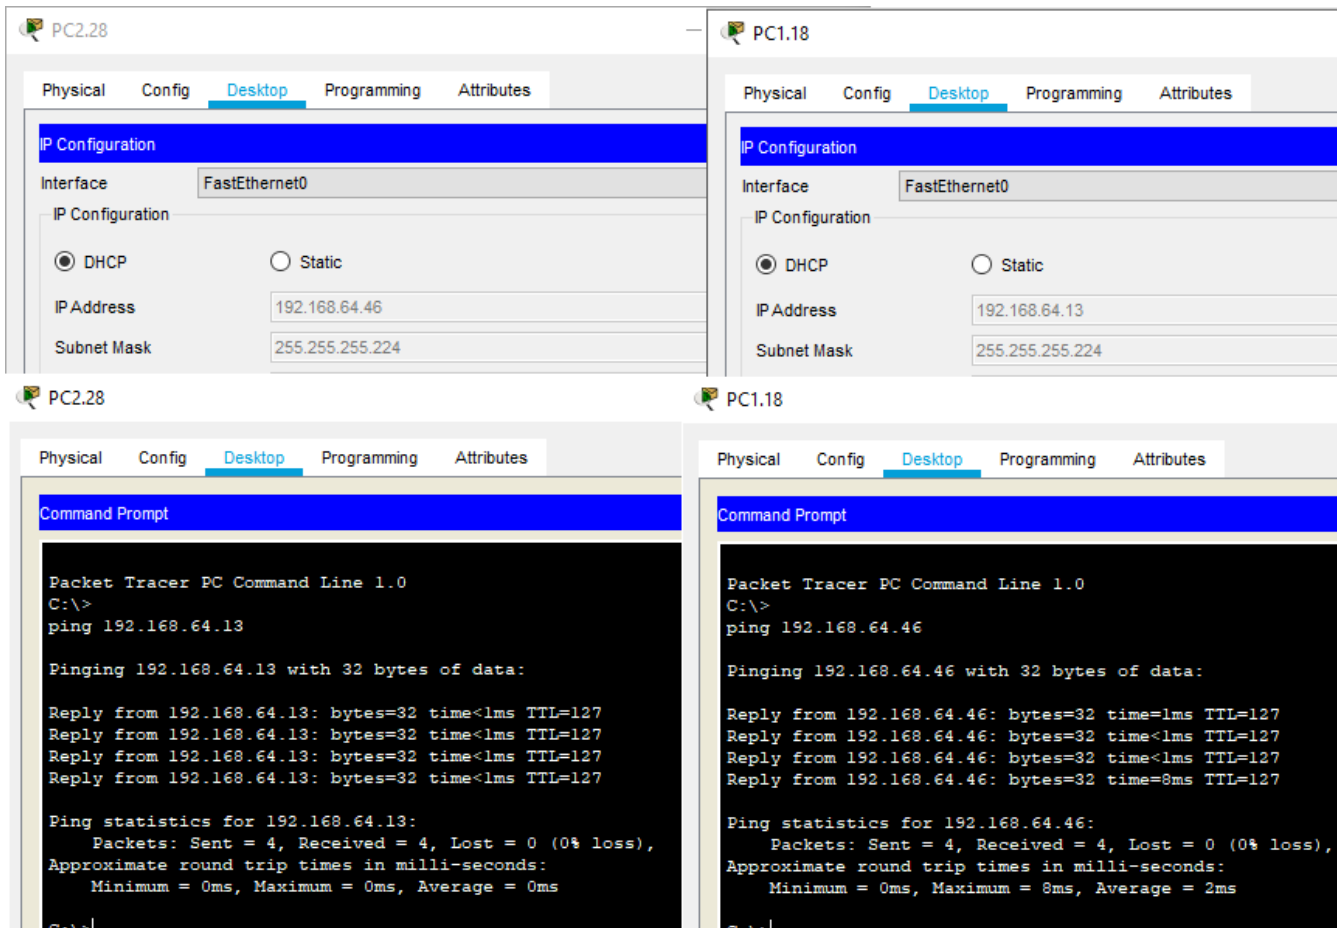 PC2.28
Physical Config Desktop Programming Attributes
IP Configuration
Interface FastEthernet0
IP Configuration
DHCP Static
IP Address 192.168.64.46
Subnet Mask 255.255.255.224
PC1.18
Physical Config Desktop Programming Attributes
IP Configuration
Interface FastEthernet0
IP Configuration
DHCP Static
IP Address 192.168.64.13
Subnet Mask 255.255.255.224
PC2.28
Physical Config Desktop Programming Attributes
Command Prompt
Packet Tracer PC Command Line 1.0
C:\>
ping 192.168.64.13
Pinging 192.168.64.13 with 32 bytes of data:
Reply from 192.168.64.13: bytes=32 time<1ms TTL=127
Reply from 192.168.64.13: bytes=32 time<1ms TTL=127
Reply from 192.168.64.13: bytes=32 time<1ms TTL=127
Reply from 192.168.64.13: bytes=32 time<1ms TTL=127
Ping statistics for 192.168.64.13:
Packets: Sent = 4, Received = 4, Lost = 0 (0% loss),
Approximate round trip times in milli-seconds:
Minimum = 0ms, Maximum = 0ms, Average = 0ms
C:\>
PC1.18
Physical Config Desktop Programming Attributes
Command Prompt
Packet Tracer PC Command Line 1.0
C:\>
ping 192.168.64.46
Pinging 192.168.64.46 with 32 bytes of data:
Reply from 192.168.64.46: bytes=32 time=1ms TTL=127
Reply from 192.168.64.46: bytes=32 time<1ms TTL=127
Reply from 192.168.64.46: bytes=32 time<1ms TTL=127
Reply from 192.168.64.46: bytes=32 time=8ms TTL=127
Ping statistics for 192.168.64.46:
Packets: Sent = 4, Received = 4, Lost = 0 (0% loss),
Approximate round trip times in milli-seconds:
Minimum = 0ms, Maximum = 8ms, Average = 2ms
C:\>